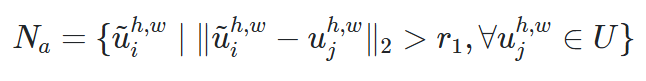 $N_a = \{\tilde{u}_i^{h,w} \mid \|\tilde{u}_i^{h,w} - u_j^{h,w}\|_2 > r_1, \forall u_j^{h,w} \in U\}$